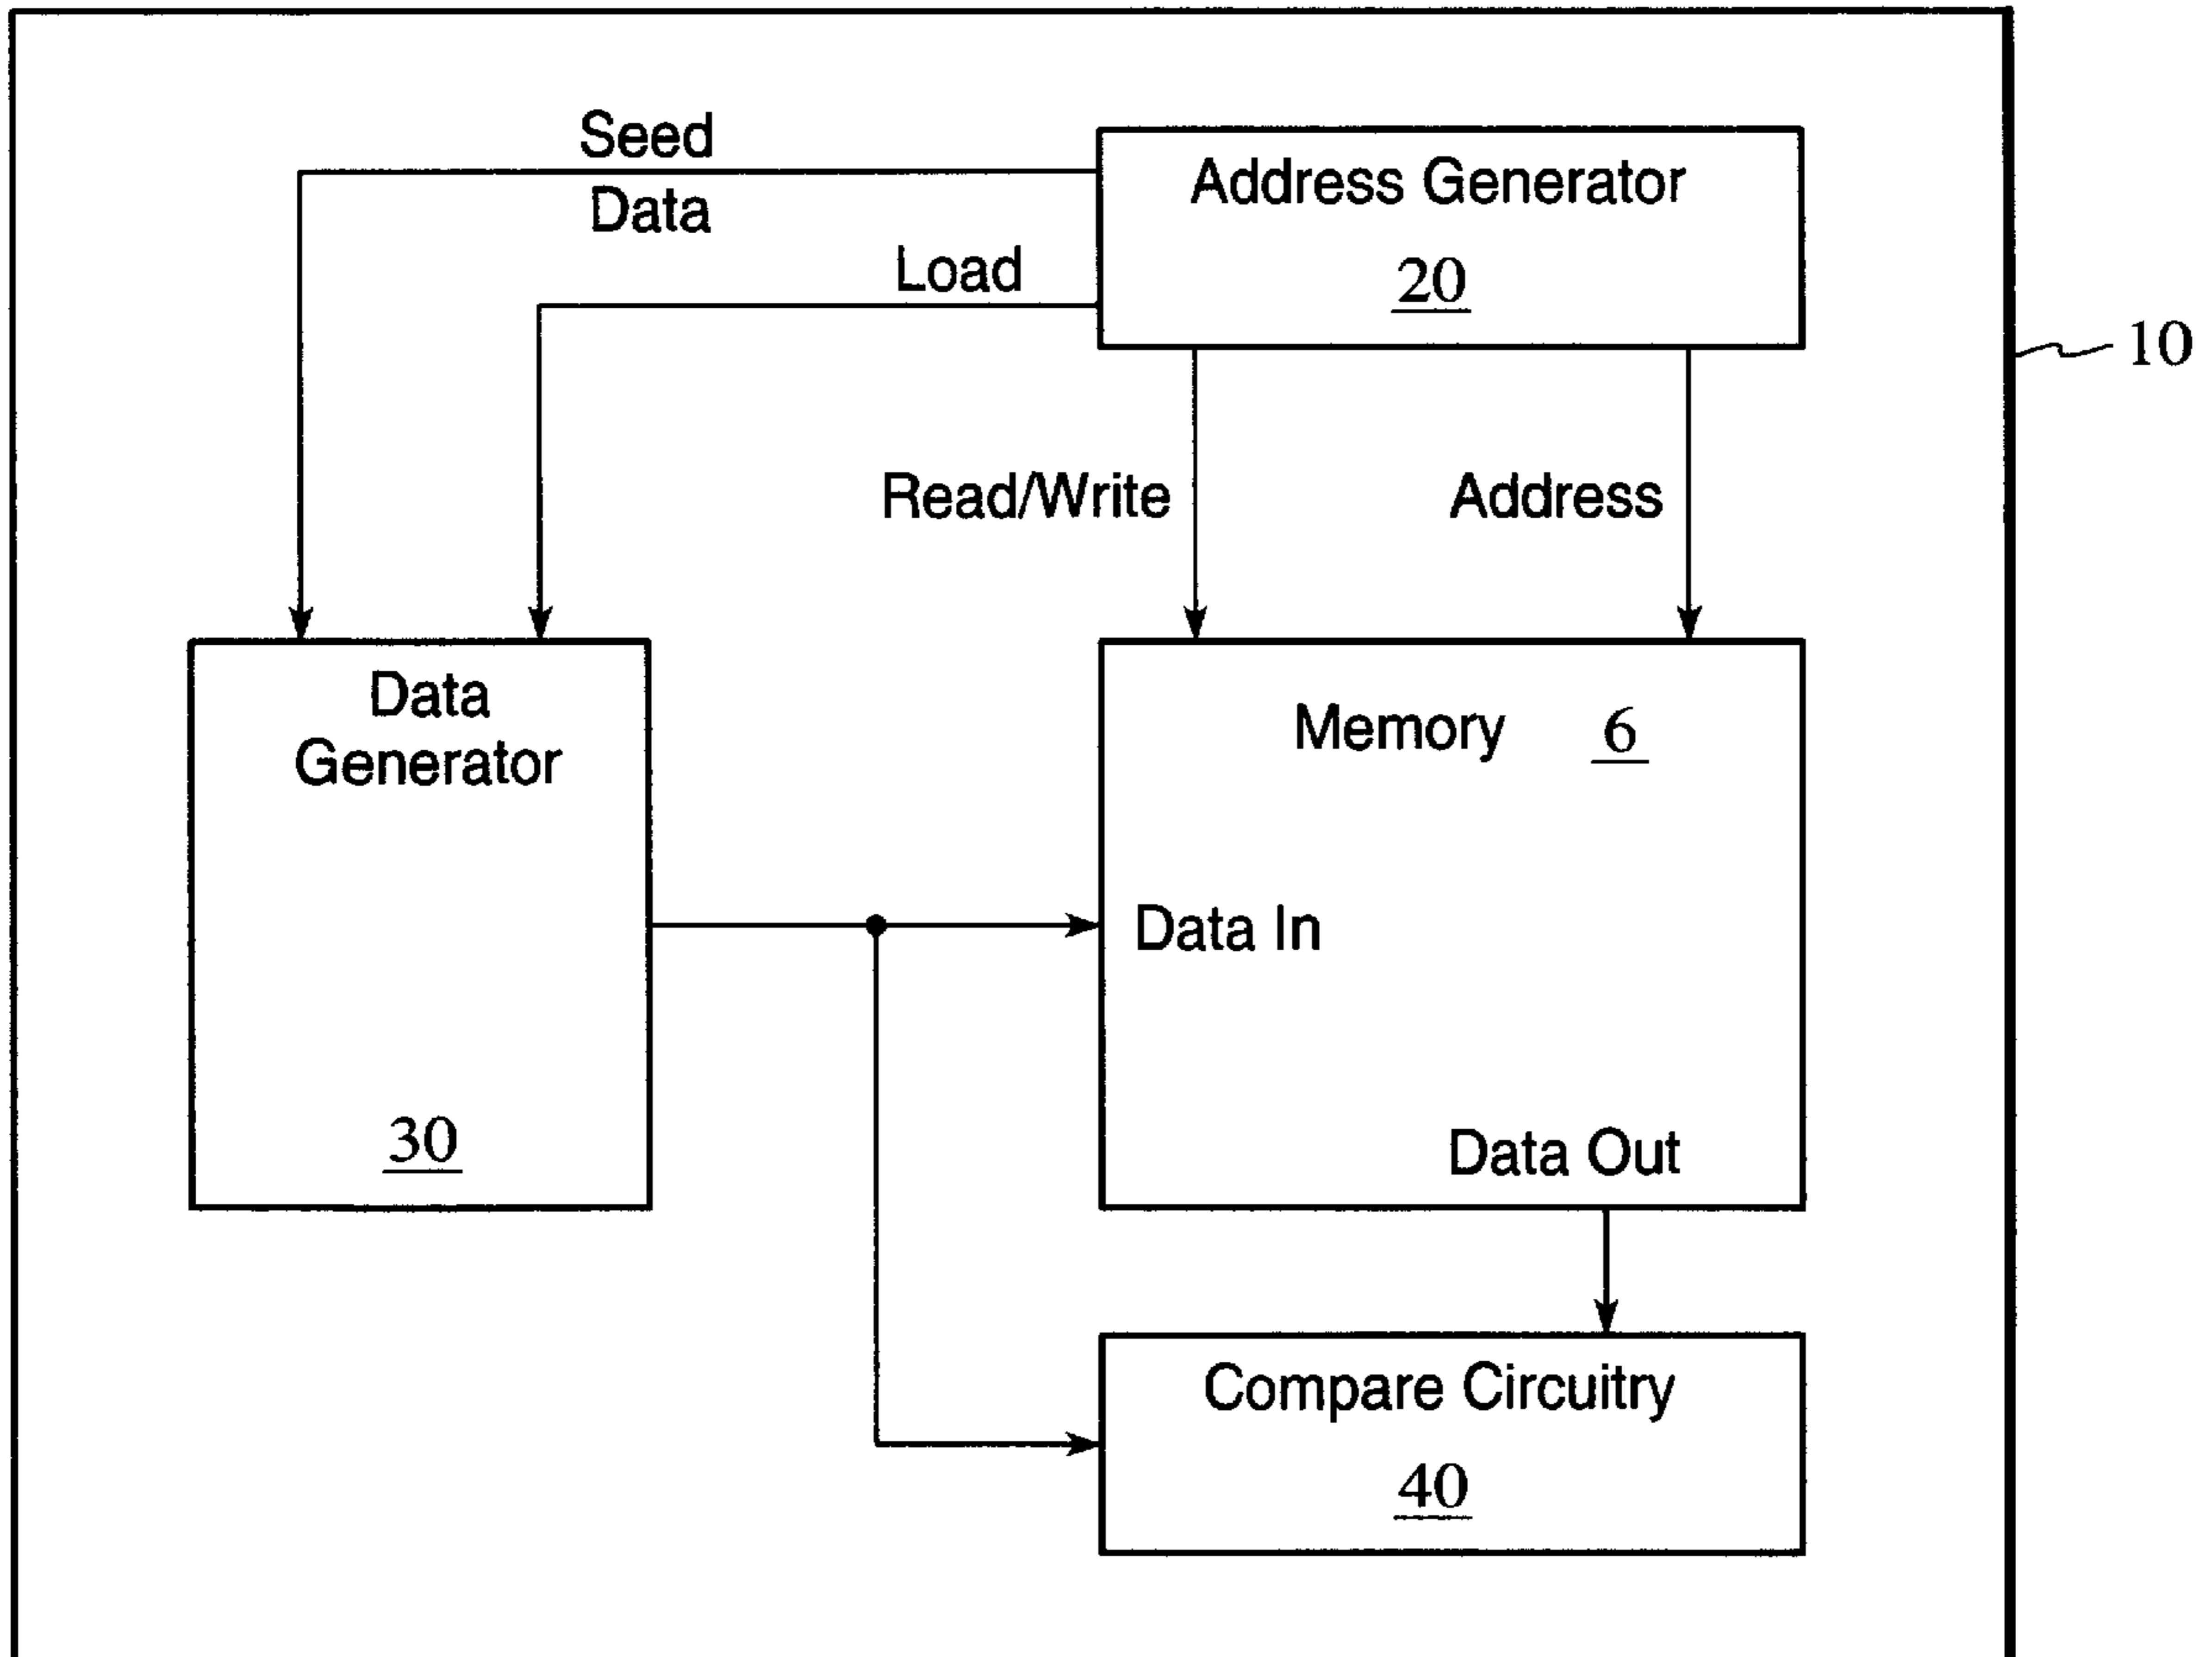 Seed
Data
Load
Address Generator
20
10
Read/Write
Address
Data
Generator
30
Memory 6
Data In
Data Out
Compare Circuitry
40